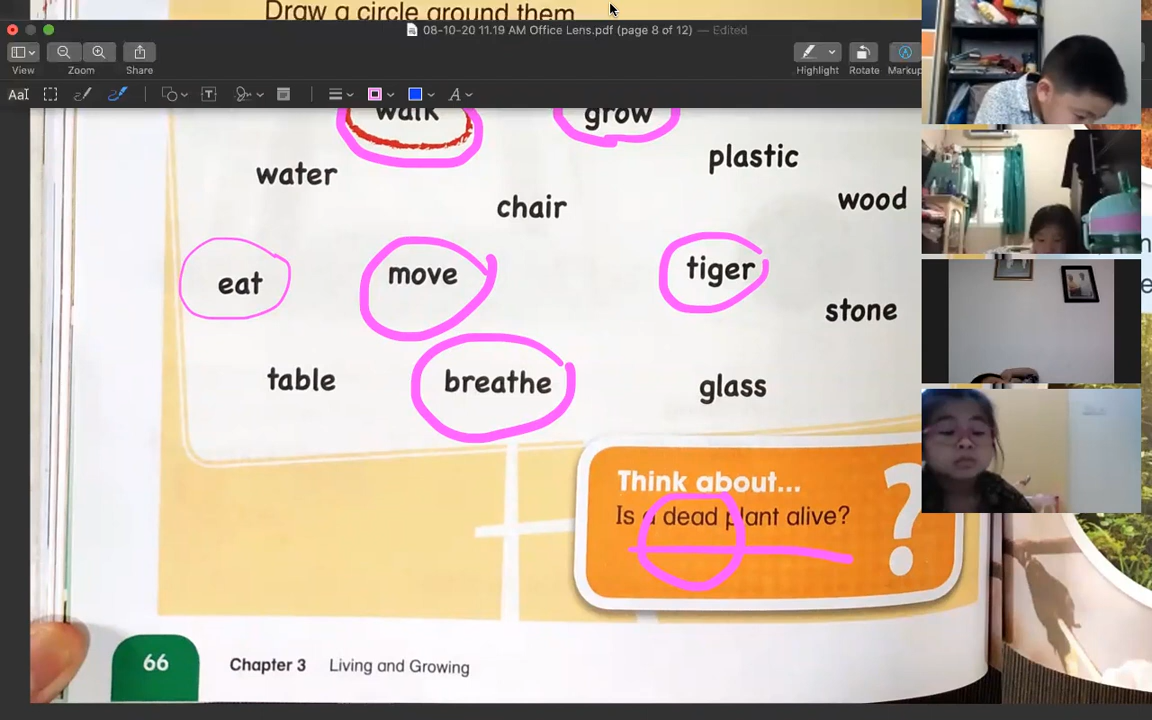 Draw a circle around them
08-10-20 11.19 AM Office Lens.pdf (page 8 of 12) — Edited
View Zoom Share Highlight Rotate Markup
AaI A
walk grow
water plastic
chair wood
eat move tiger
stone
table breathe glass
Think about...
Is a dead plant alive?
?
66 Chapter 3 Living and Growing